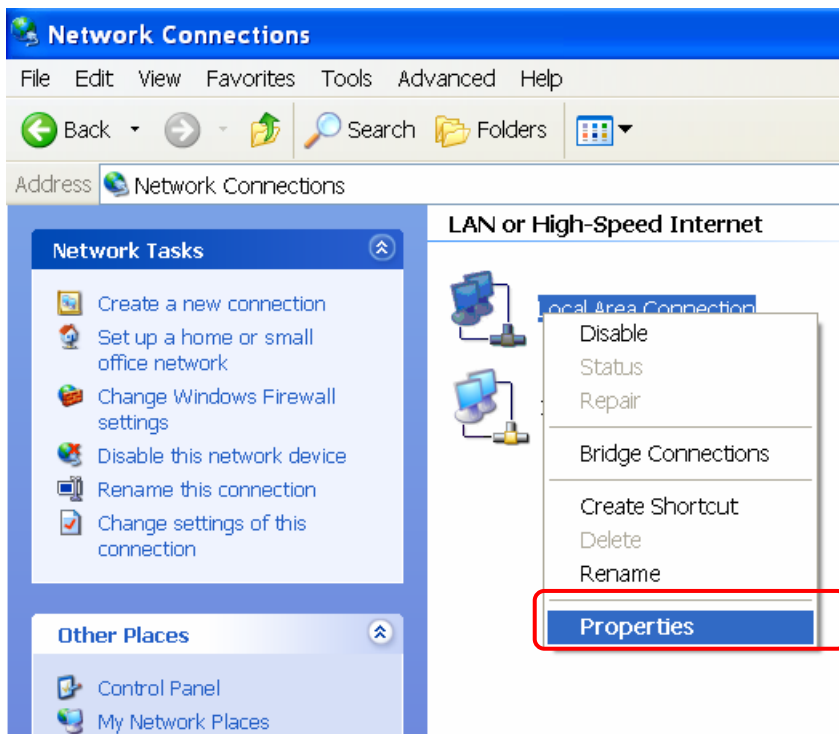 Network Connections
File Edit View Favorites Tools Advanced Help
Back Search Folders
Address Network Connections
Network Tasks
Create a new connection
Set up a home or small
office network
Change Windows Firewall
settings
Disable this network device
Rename this connection
Change settings of this
connection
Other Places
Control Panel
My Network Places
LAN or High-Speed Internet
Local Area Connection
Disable
Status
Repair
Bridge Connections
Create Shortcut
Delete
Rename
Properties